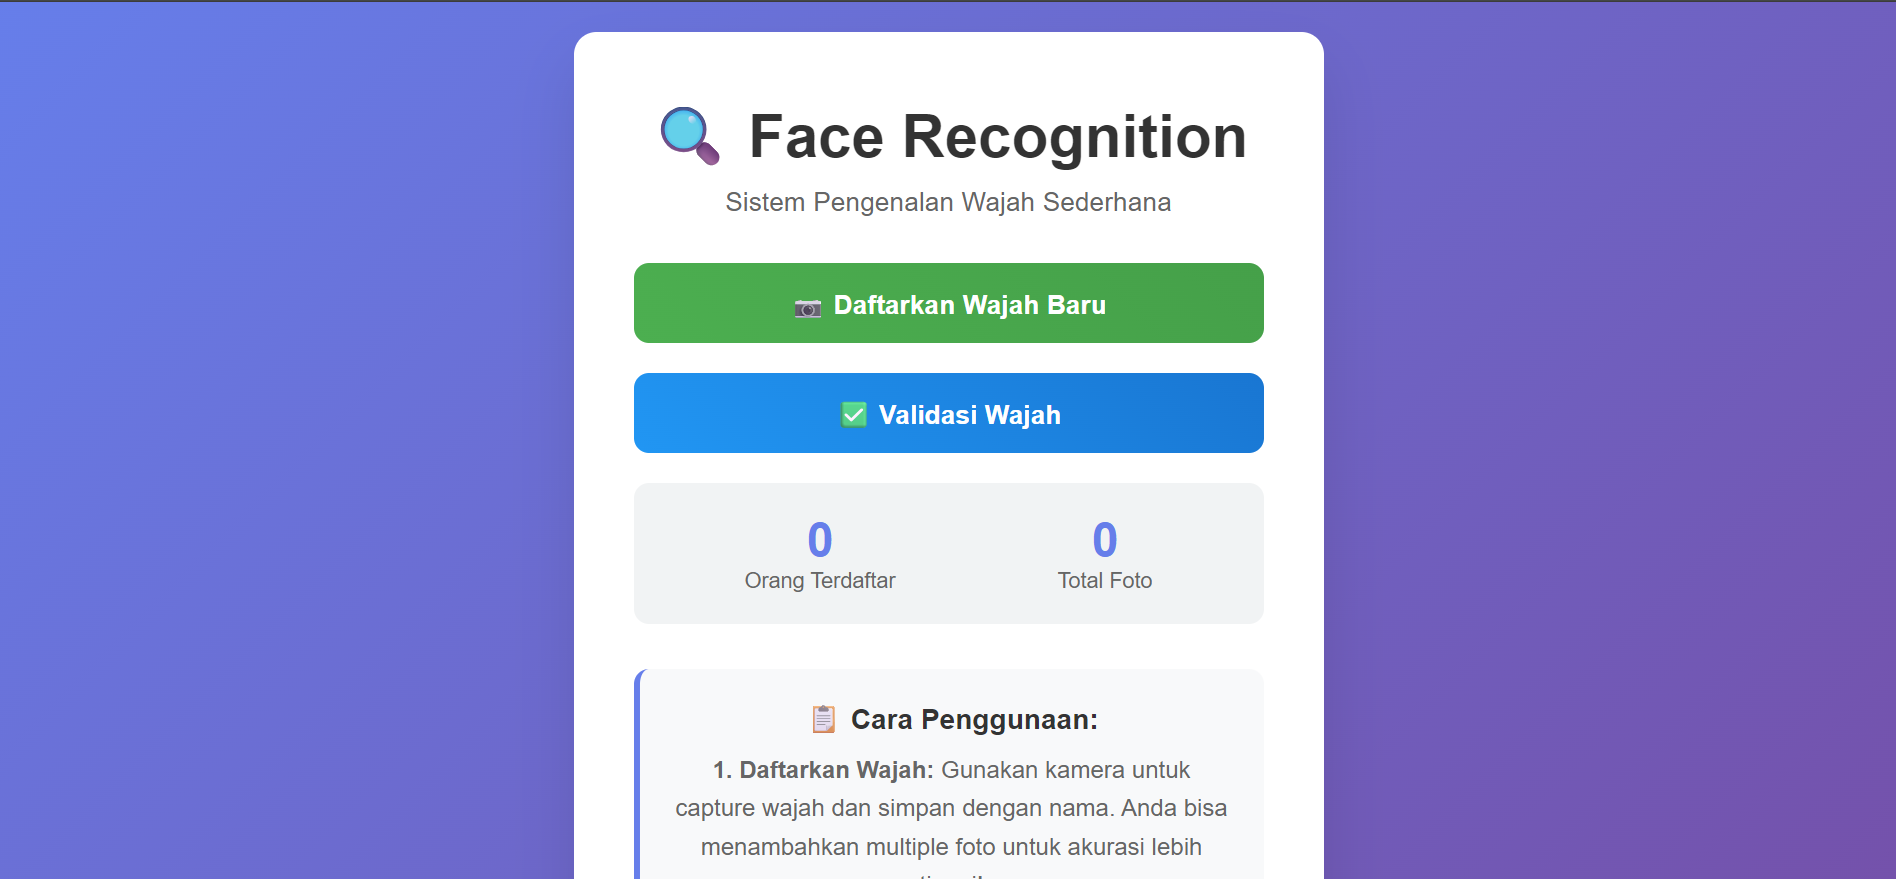 Face Recognition
Sistem Pengenalan Wajah Sederhana
Daftarkan Wajah Baru
Validasi Wajah
0
Orang Terdaftar
0
Total Foto
Cara Penggunaan:
1. Daftarkan Wajah: Gunakan kamera untuk
capture wajah dan simpan dengan nama. Anda bisa
menambahkan multiple foto untuk akurasi lebih